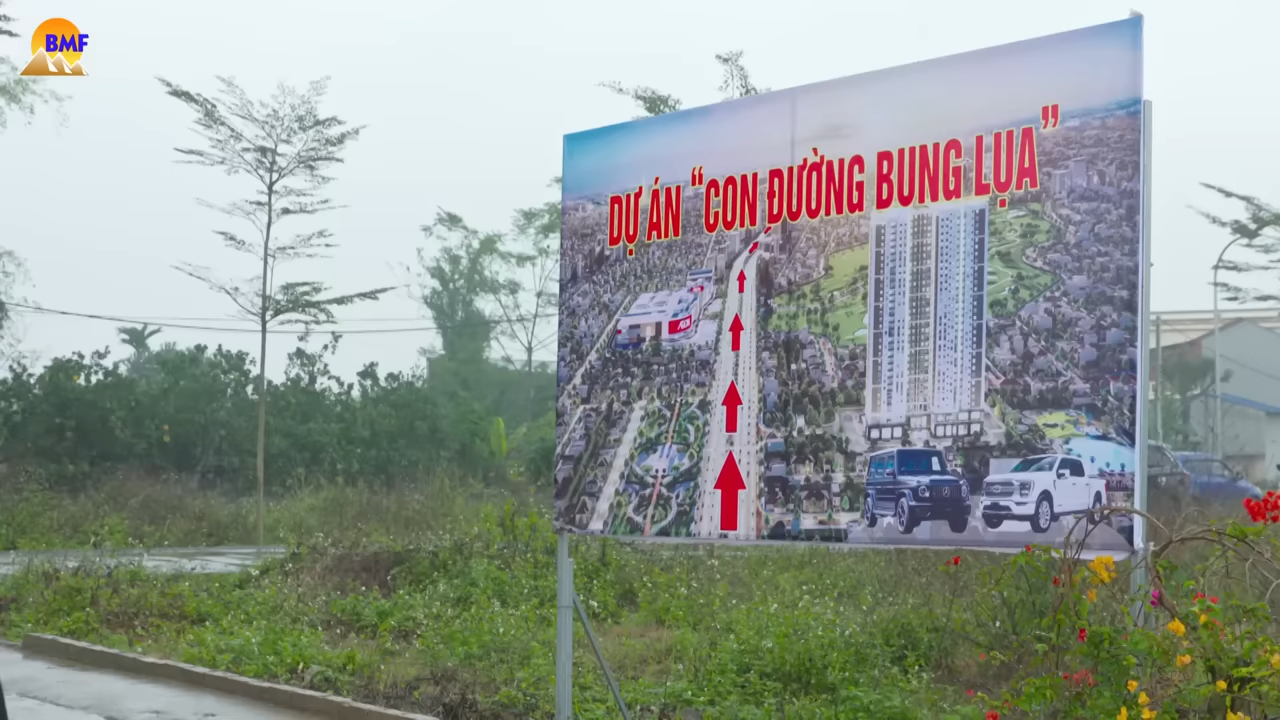 BMF
DỰ ÁN “CON ĐƯỜNG BUNG LỤA”